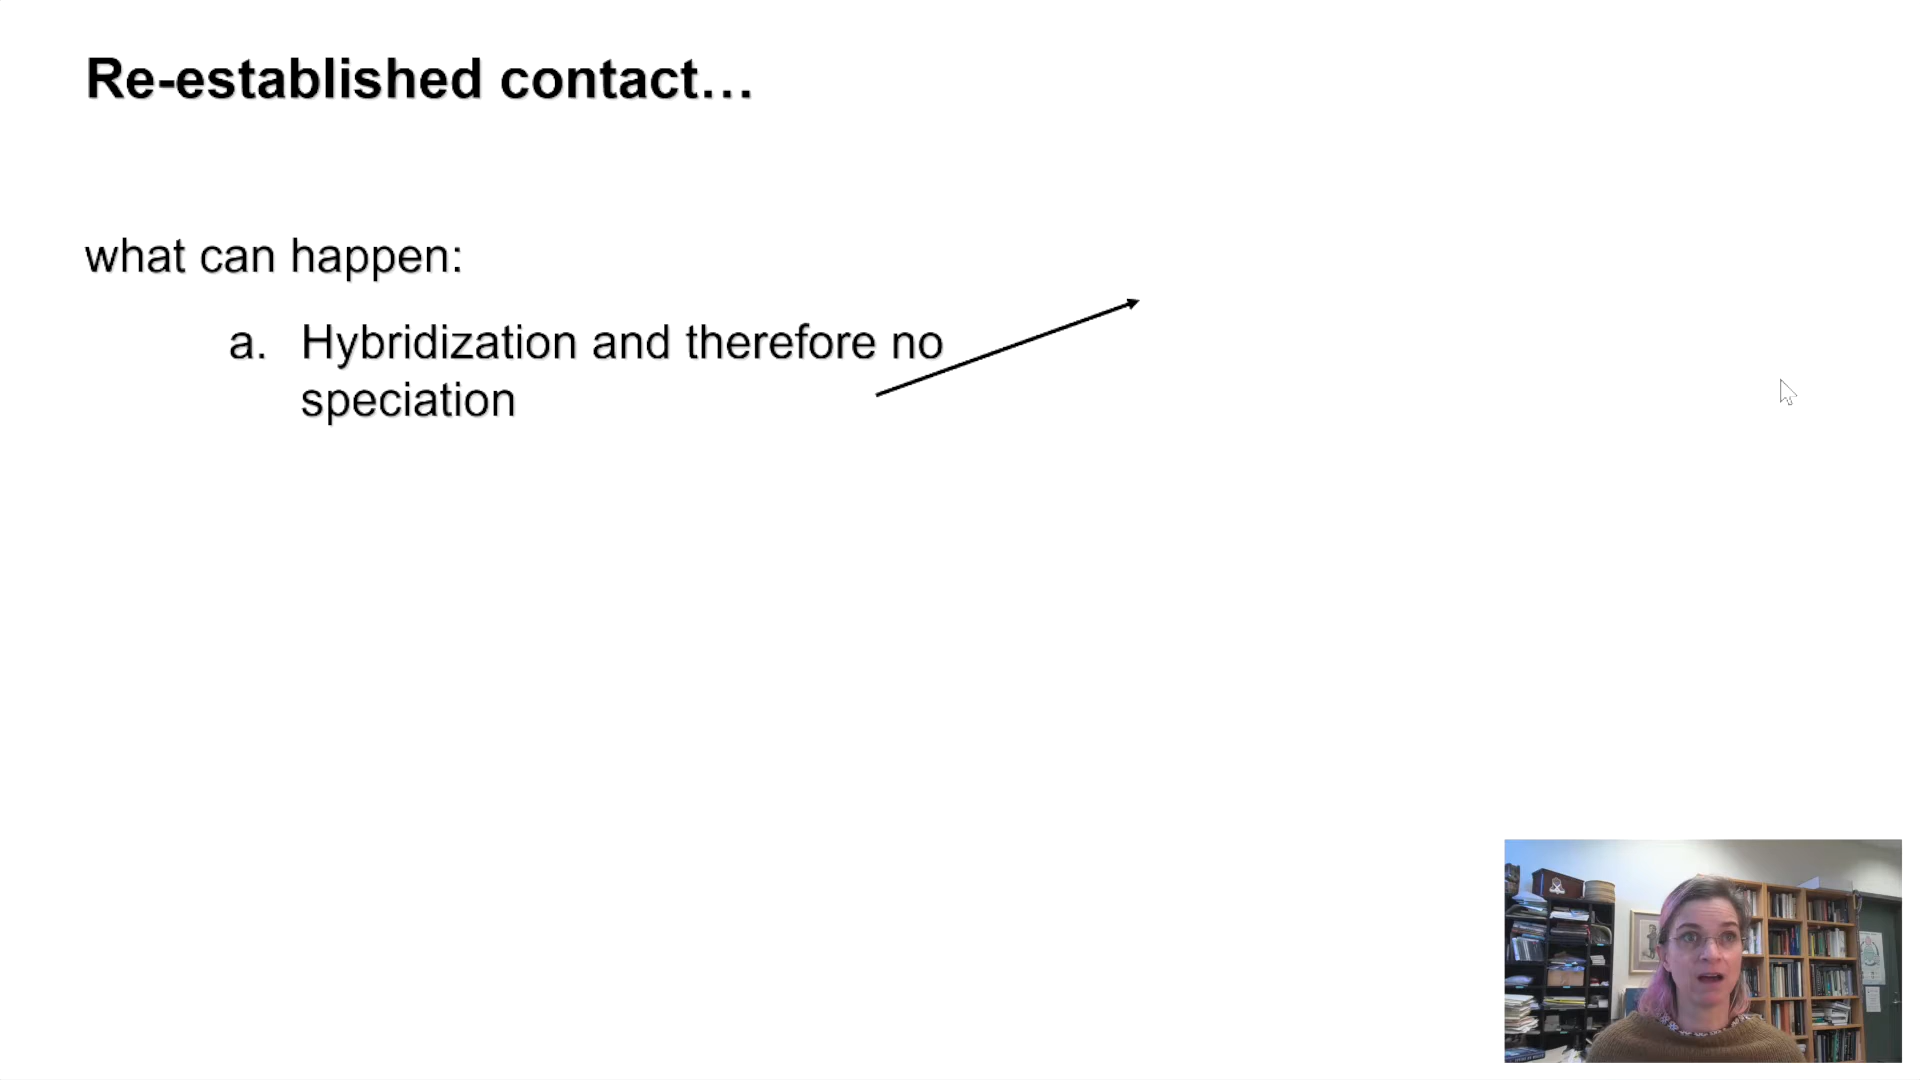 Re-established contact…
what can happen:
a. Hybridization and therefore no
speciation